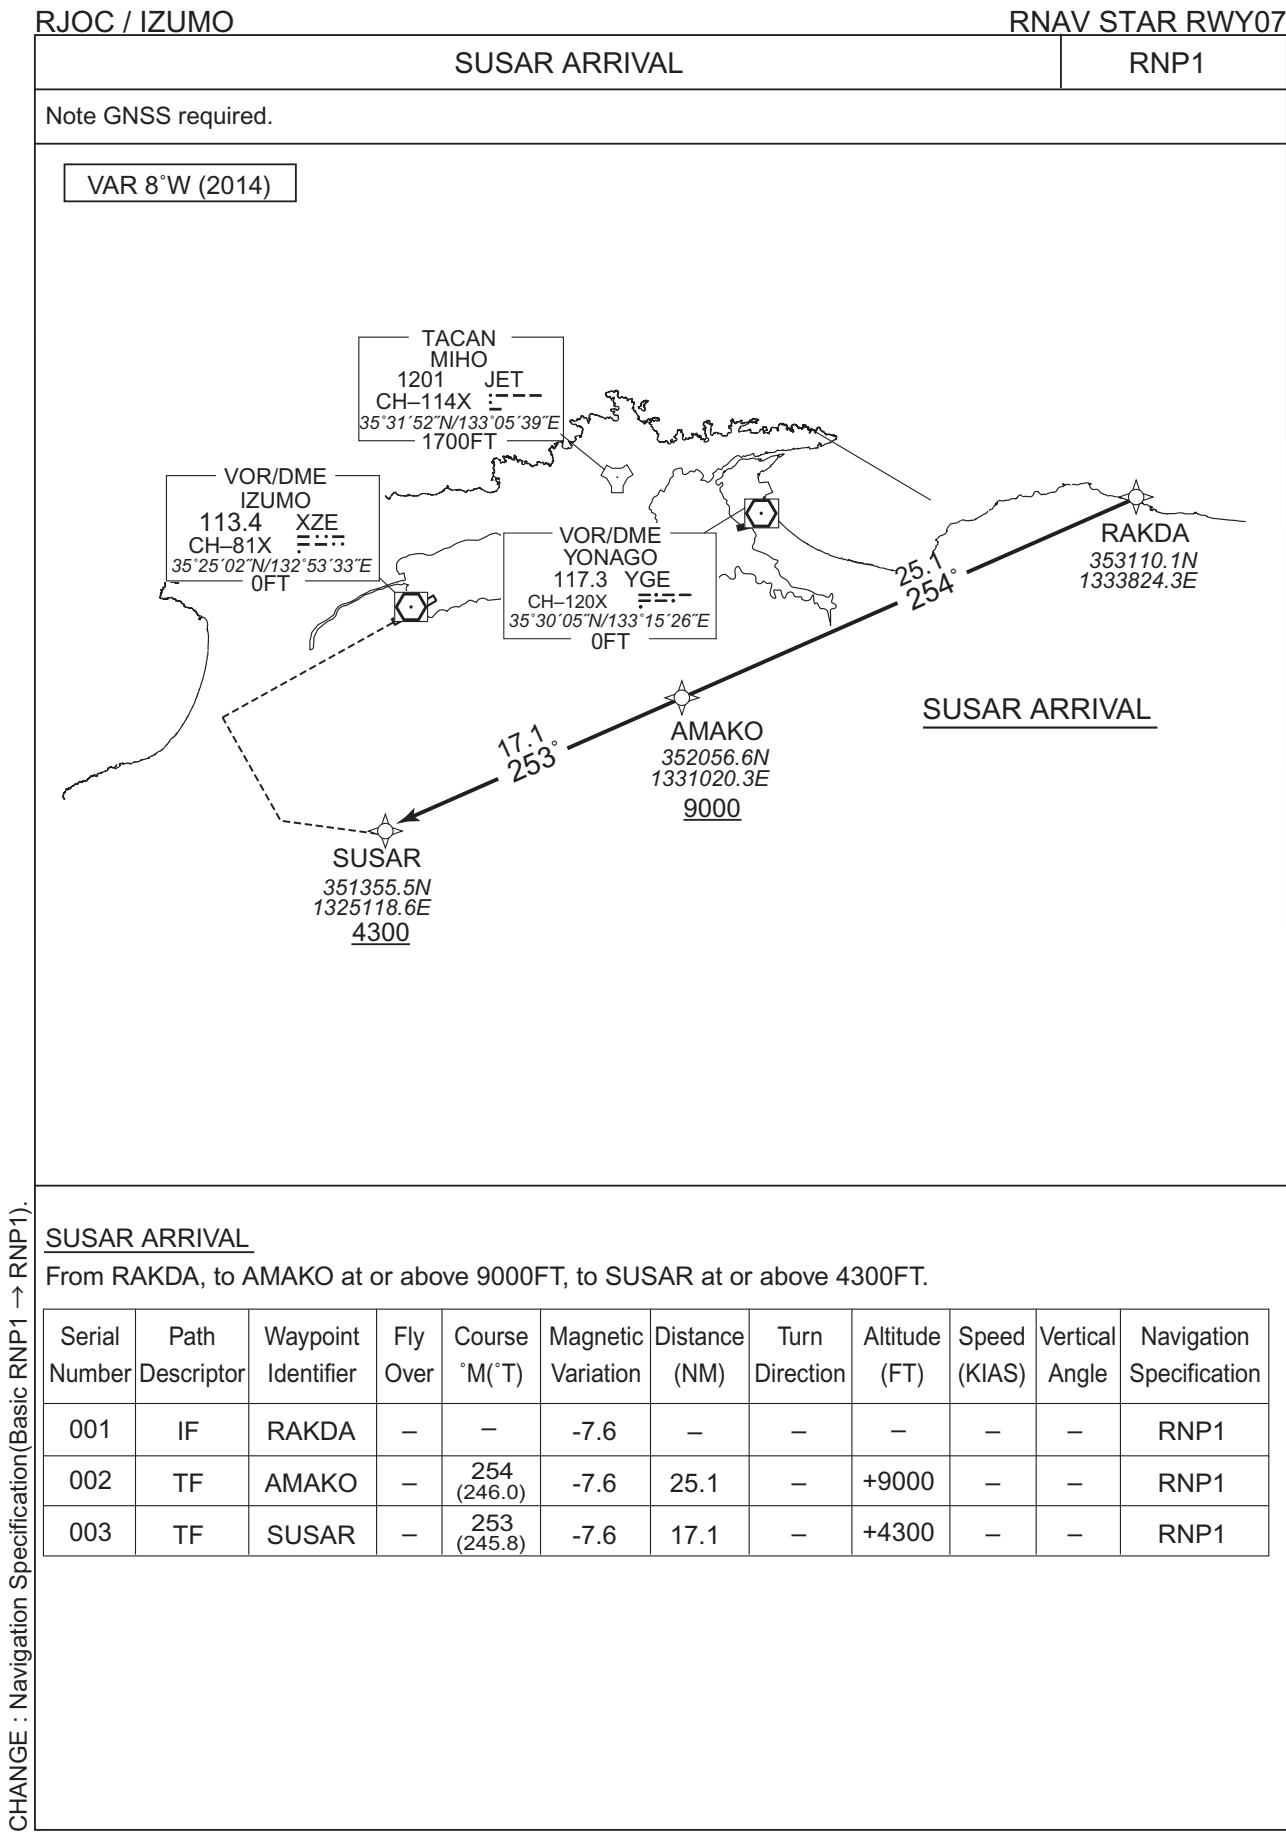 RJOC / IZUMO
RNAV STAR RWY07
SUSAR ARRIVAL
RNP1
Note GNSS required.
VAR 8˚W (2014)
TACAN
MIHO
1201 JET
CH–114X
35˚31´52˝N/133˚05´39˝E
1700FT
VOR/DME
IZUMO
113.4 XZE
CH–81X
35˚25´02˝N/132˚53´33˝E
0FT
VOR/DME
YONAGO
117.3 YGE
CH–120X
35˚30´05˝N/133˚15´26˝E
0FT
RAKDA
353110.1N
1333824.3E
25.1
254˚
SUSAR ARRIVAL
AMAKO
352056.6N
1331020.3E
9000
17.1
253˚
SUSAR
351355.5N
1325118.6E
4300
SUSAR ARRIVAL
From RAKDA, to AMAKO at or above 9000FT, to SUSAR at or above 4300FT.
Serial Number Path Descriptor Waypoint Identifier Fly Over Course ˚M(˚T) Magnetic Variation Distance (NM) Turn Direction Altitude (FT) Speed (KIAS) Vertical Angle Navigation Specification
001 IF RAKDA – – -7.6 – – – – – RNP1
002 TF AMAKO – 254 (246.0) -7.6 25.1 – +9000 – – RNP1
003 TF SUSAR – 253 (245.8) -7.6 17.1 – +4300 – – RNP1
CHANGE : Navigation Specification(Basic RNP1 → RNP1).